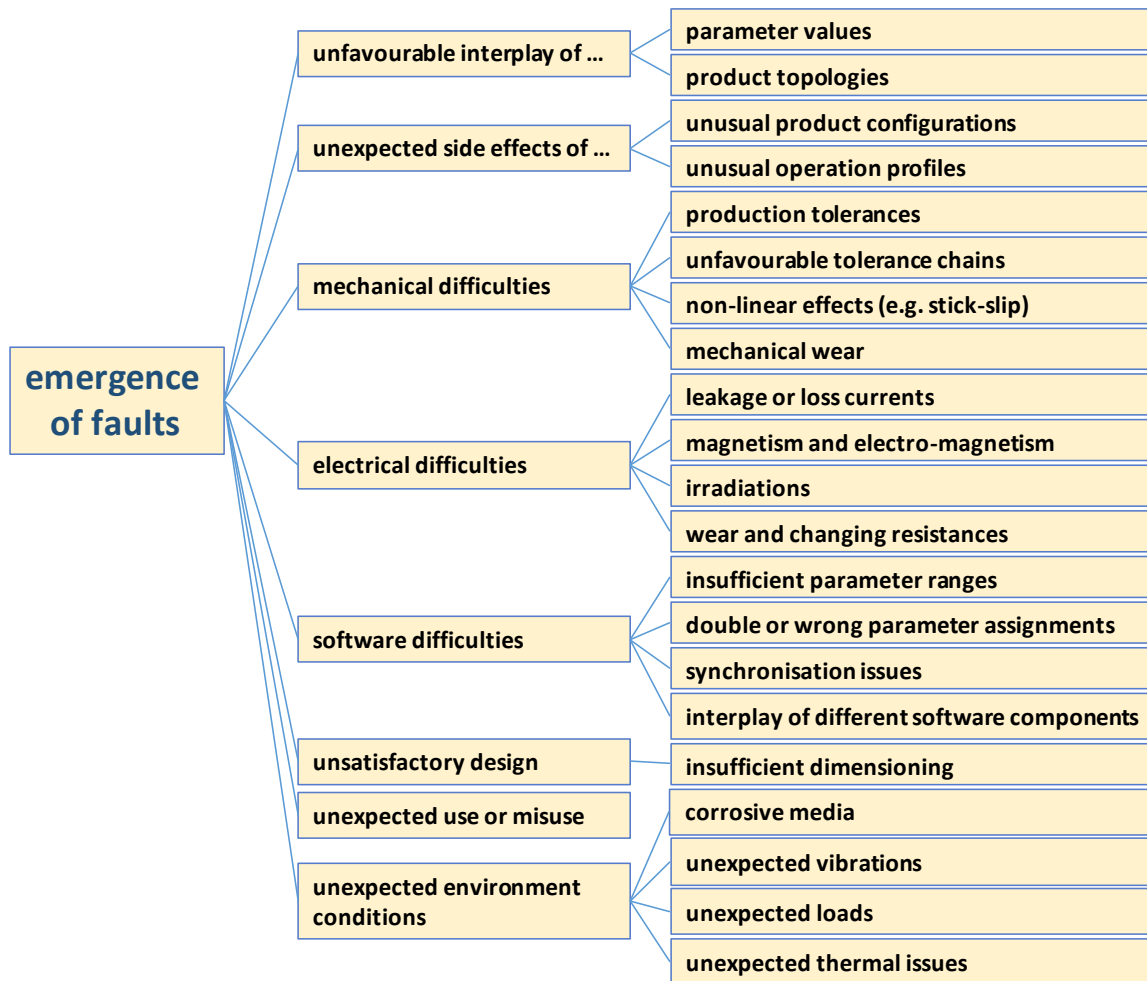 emergence
of faults
unfavourable interplay of ...
parameter values
product topologies
unexpected side effects of ...
unusual product configurations
unusual operation profiles
mechanical difficulties
production tolerances
unfavourable tolerance chains
non-linear effects (e.g. stick-slip)
mechanical wear
electrical difficulties
leakage or loss currents
magnetism and electro-magnetism
irradiations
wear and changing resistances
software difficulties
insufficient parameter ranges
double or wrong parameter assignments
synchronisation issues
interplay of different software components
unsatisfactory design
insufficient dimensioning
unexpected use or misuse
unexpected environment
conditions
corrosive media
unexpected vibrations
unexpected loads
unexpected thermal issues